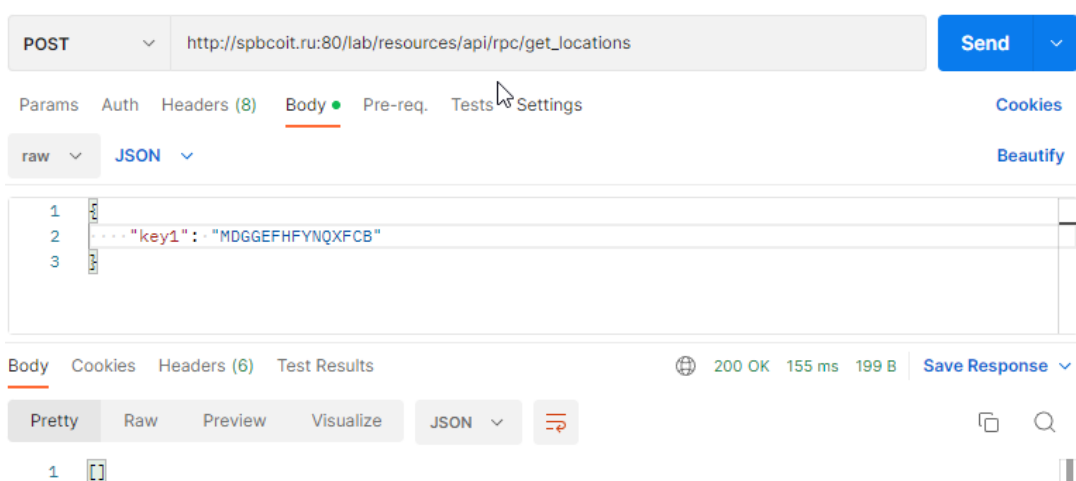 POST http://spbcoit.ru:80/lab/resources/api/rpc/get_locations Send
Params Auth Headers (8) Body Pre-req. Tests Settings Cookies
raw JSON Beautify
1 {
2 ····"key1":·"MDGGEFHFYNQXFCB"
3 }
Body Cookies Headers (6) Test Results 200 OK 155 ms 199 B Save Response
Pretty Raw Preview Visualize JSON
1 []